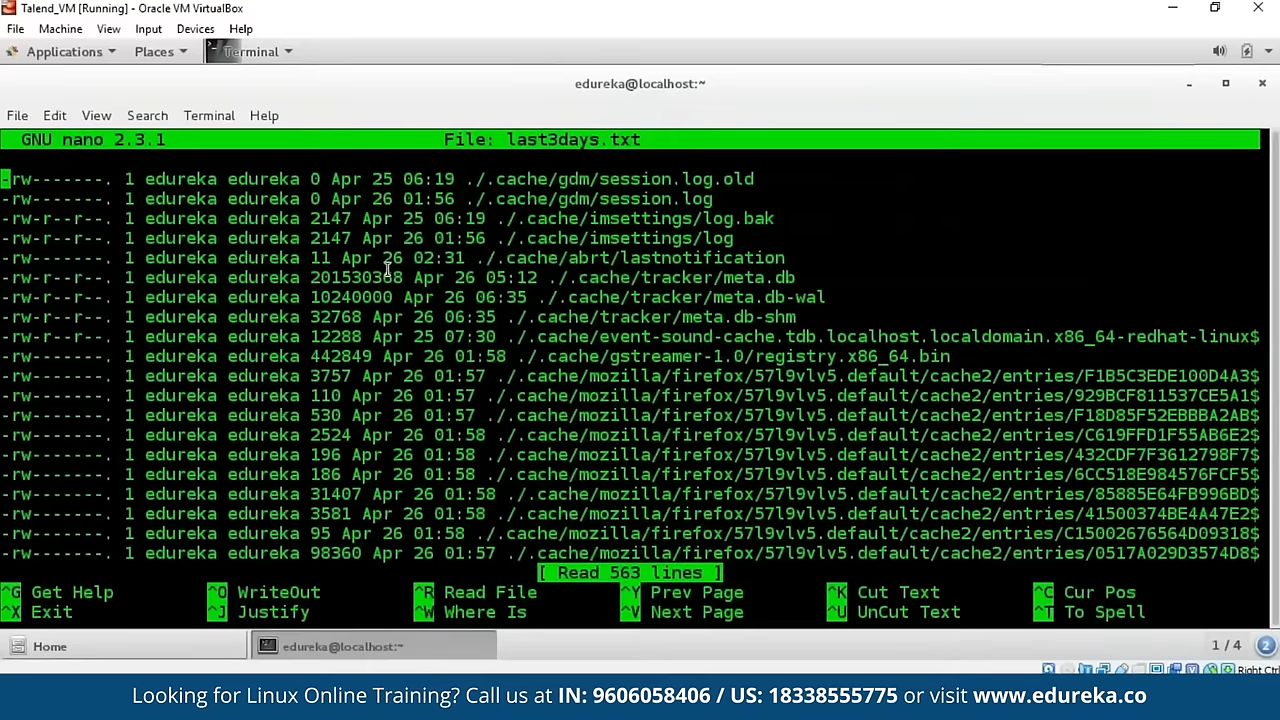 Talend_VM [Running] - Oracle VM VirtualBox
File Machine View Input Devices Help
Applications Places Terminal
edureka@localhost:~
File Edit View Search Terminal Help
GNU nano 2.3.1 File: last3days.txt
-rw-------. 1 edureka edureka 0 Apr 25 06:19 ./.cache/gdm/session.log.old
-rw-------. 1 edureka edureka 0 Apr 26 01:56 ./.cache/gdm/session.log
-rw-r--r--. 1 edureka edureka 2147 Apr 25 06:19 ./.cache/imsettings/log.bak
-rw-r--r--. 1 edureka edureka 2147 Apr 26 01:56 ./.cache/imsettings/log
-rw-r--r--. 1 edureka edureka 11 Apr 26 02:31 ./.cache/abrt/lastnotification
-rw-r--r--. 1 edureka edureka Apr 26 05:12 ./.cache/tracker/meta.db
-rw-r--r--. 1 edureka edureka 10240000 Apr 26 06:35 ./.cache/tracker/meta.db-wal
-rw-r--r--. 1 edureka edureka 32768 Apr 26 06:35 ./.cache/tracker/meta.db-shm
-rw-r--r--. 1 edureka edureka 12288 Apr 25 07:30 ./.cache/event-sound-cache.tdb.localhost.localdomain.x86_64-redhat-linux$
-rw-------. 1 edureka edureka 442849 Apr 26 01:58 ./.cache/gstreamer-1.0/registry.x86_64.bin
-rw-------. 1 edureka edureka 3757 Apr 26 01:57 ./.cache/mozilla/firefox/57l9vlv5.default/cache2/entries/F1B5C3EDE100D4A3$
-rw-------. 1 edureka edureka 110 Apr 26 01:57 ./.cache/mozilla/firefox/57l9vlv5.default/cache2/entries/929BCF811537CE5A1$
-rw-------. 1 edureka edureka 530 Apr 26 01:57 ./.cache/mozilla/firefox/57l9vlv5.default/cache2/entries/F18D85F52EBBBA2AB$
-rw-------. 1 edureka edureka 2524 Apr 26 01:58 ./.cache/mozilla/firefox/57l9vlv5.default/cache2/entries/C619FFD1F55AB6E2$
-rw-------. 1 edureka edureka 196 Apr 26 01:58 ./.cache/mozilla/firefox/57l9vlv5.default/cache2/entries/432CDF7F3612798F7$
-rw-------. 1 edureka edureka 186 Apr 26 01:58 ./.cache/mozilla/firefox/57l9vlv5.default/cache2/entries/6CC518E984576FCF5$
-rw-------. 1 edureka edureka 31407 Apr 26 01:58 ./.cache/mozilla/firefox/57l9vlv5.default/cache2/entries/85885E64FB996BD$
-rw-------. 1 edureka edureka 3581 Apr 26 01:58 ./.cache/mozilla/firefox/57l9vlv5.default/cache2/entries/41500374BE4A47E2$
-rw-------. 1 edureka edureka 95 Apr 26 01:58 ./.cache/mozilla/firefox/57l9vlv5.default/cache2/entries/C15002676564D09318$
-rw-------. 1 edureka edureka 98360 Apr 26 01:57 ./.cache/mozilla/firefox/57l9vlv5.default/cache2/entries/0517A029D3574D8$
[ Read 563 lines ]
^G Get Help ^O WriteOut ^R Read File ^Y Prev Page ^K Cut Text ^C Cur Pos
^X Exit ^J Justify ^W Where Is ^V Next Page ^U UnCut Text ^T To Spell
Home edureka@localhost:~ 1 / 4 2
Right Ctrl
Looking for Linux Online Training? Call us at IN: 9606058406 / US: 18338555775 or visit www.edureka.co